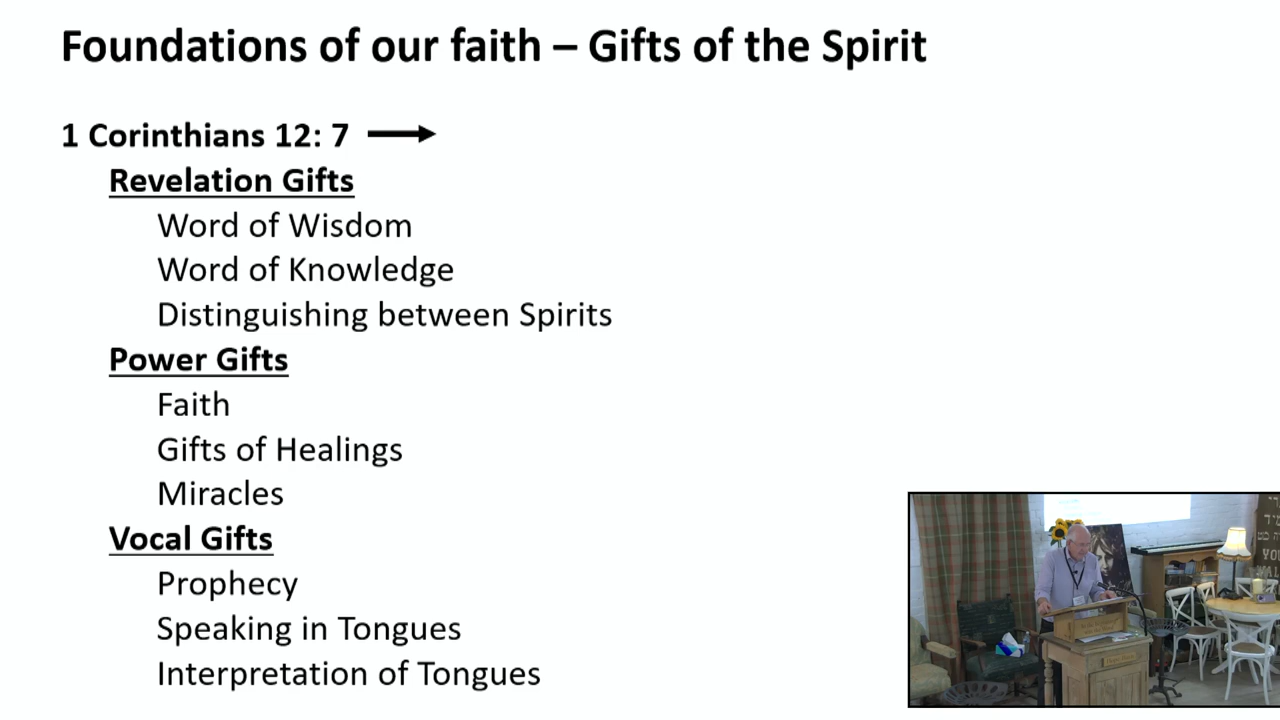 Foundations of our faith – Gifts of the Spirit
1 Corinthians 12: 7
Revelation Gifts
Word of Wisdom
Word of Knowledge
Distinguishing between Spirits
Power Gifts
Faith
Gifts of Healings
Miracles
Vocal Gifts
Prophecy
Speaking in Tongues
Interpretation of Tongues